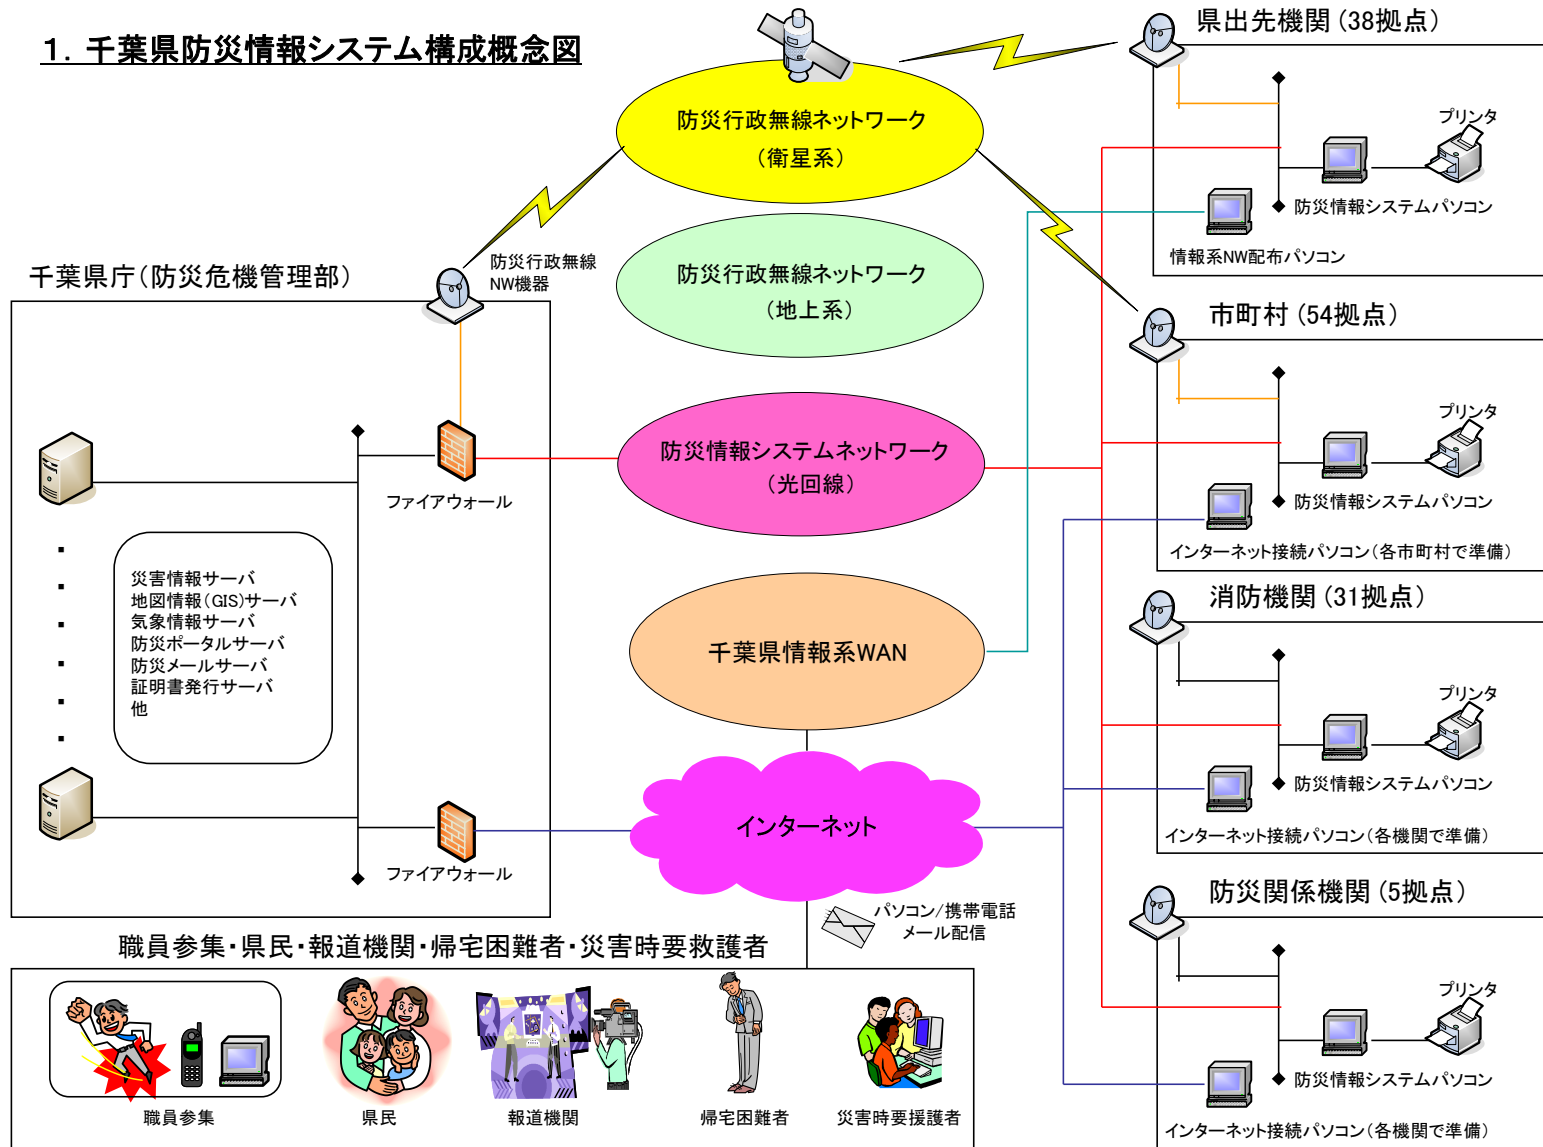 １．千葉県防災情報システム構成概念図
防災行政無線ネットワーク
（衛星系）
防災行政無線ネットワーク
（地上系）
防災情報システムネットワーク
（光回線）
千葉県情報系WAN
インターネット
パソコン/携帯電話
メール配信
千葉県庁（防災危機管理部）
防災行政無線
NW機器
ファイアウォール
災害情報サーバ
地図情報（GIS）サーバ
気象情報サーバ
防災ポータルサーバ
防災メールサーバ
証明書発行サーバ
他
ファイアウォール
県出先機関（38拠点）
プリンタ
防災情報システムパソコン
情報系NW配布パソコン
市町村（54拠点）
プリンタ
防災情報システムパソコン
インターネット接続パソコン（各市町村で準備）
消防機関（31拠点）
プリンタ
防災情報システムパソコン
インターネット接続パソコン（各機関で準備）
防災関係機関（5拠点）
プリンタ
防災情報システムパソコン
インターネット接続パソコン（各機関で準備）
職員参集・県民・報道機関・帰宅困難者・災害時要救護者
職員参集
県民
報道機関
帰宅困難者
災害時要援護者